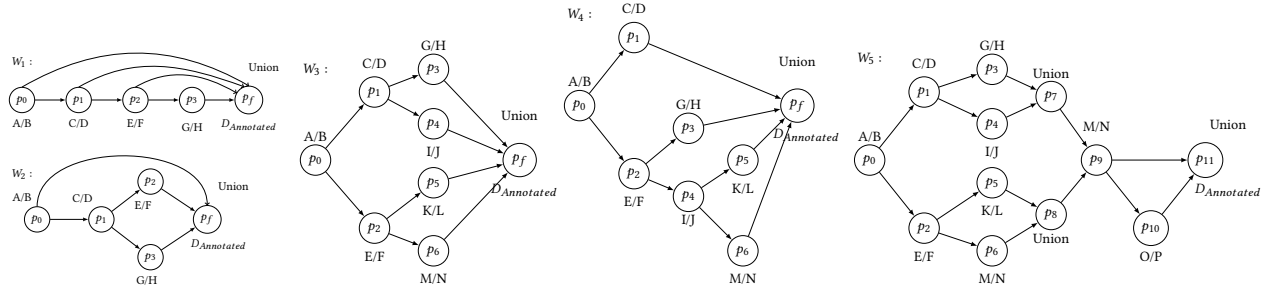 W1 :
Union
p0
p1
p2
p3
pf
A/B
C/D
E/F
G/H
DAnnotated
W2 :
A/B
C/D
p2
Union
E/F
p0
p1
pf
DAnnotated
p3
G/H
W3 :
G/H
C/D
p3
p1
p4
Union
A/B
I/J
p0
pf
p5
DAnnotated
K/L
p2
p6
E/F
M/N
W4 :
C/D
p1
Union
A/B
p0
G/H
pf
p3
DAnnotated
p5
p2
K/L
E/F
p4
I/J
p6
M/N
W5 :
G/H
C/D
p3
Union
p1
p7
p4
M/N
Union
A/B
I/J
p0
p9
p11
p5
DAnnotated
K/L
p2
p8
p10
E/F
p6
Union
O/P
M/N